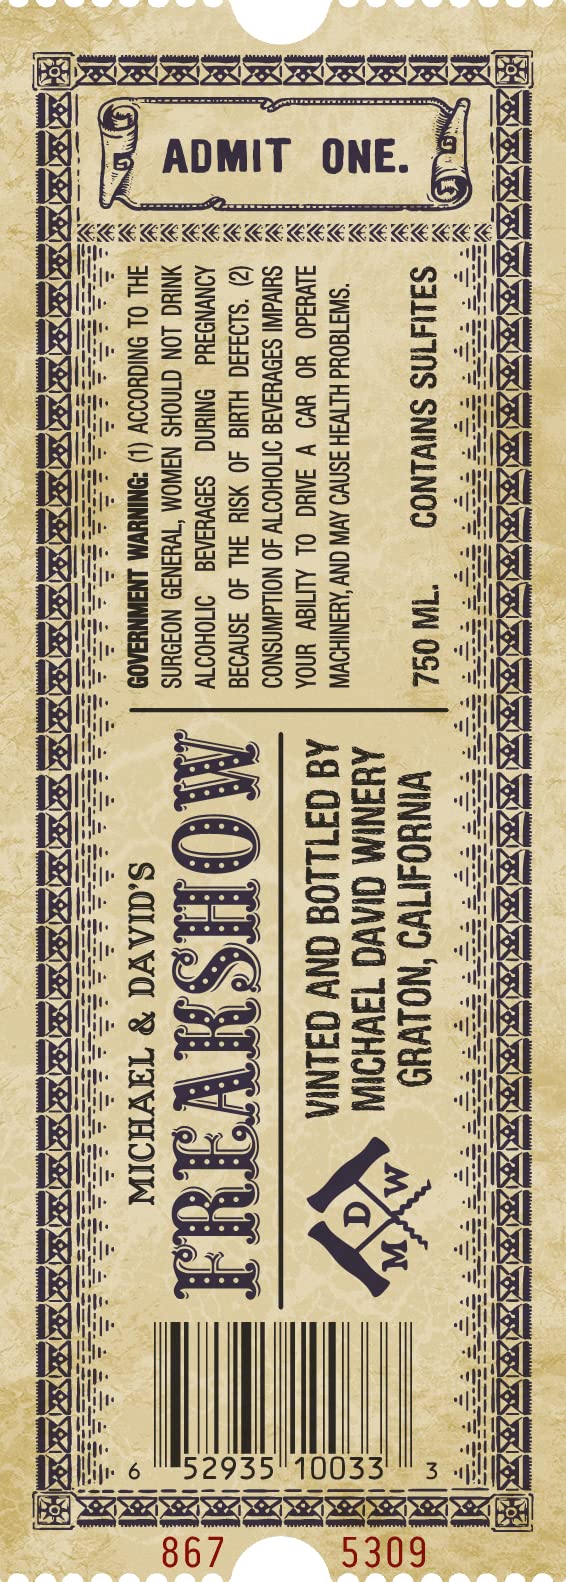 ADMIT ONE.
GOVERNMENT WARNING: (1) ACCORDING TO THE
SURGEON GENERAL, WOMEN SHOULD NOT DRINK
ALCOHOLIC BEVERAGES DURING PREGNANCY
BECAUSE OF THE RISK OF BIRTH DEFECTS. (2)
CONSUMPTION OF ALCOHOLIC BEVERAGES IMPAIRS
YOUR ABILITY TO DRIVE A CAR OR OPERATE
MACHINERY, AND MAY CAUSE HEALTH PROBLEMS.
750 ML. CONTAINS SULFITES
MICHAEL & DAVID'S
FREAKSHOW
VINTED AND BOTTLED BY
MICHAEL DAVID WINERY
GRATON, CALIFORNIA
M D W
6 52935 10033 3
867 5309